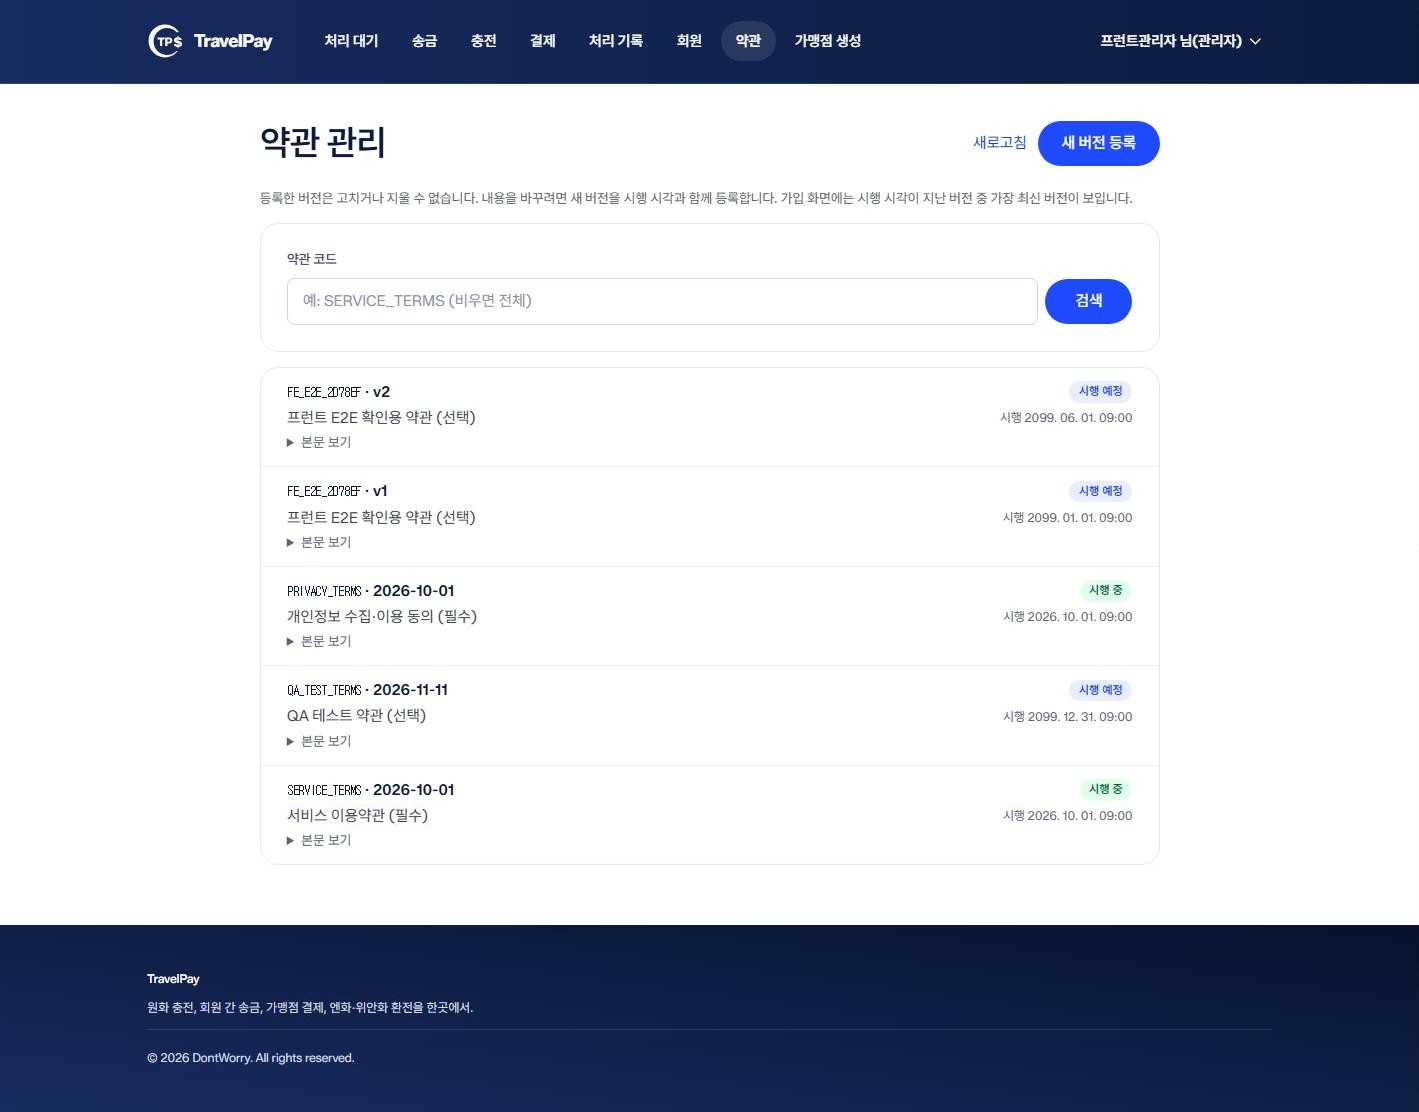 TP$ TravelPay 처리 대기 송금 충전 결제 처리 기록 회원 약관 가맹점 생성 프런트관리자 님(관리자)
약관 관리 새로고침 새 버전 등록
등록한 버전은 고치거나 지울 수 없습니다. 내용을 바꾸려면 새 버전을 시행 시각과 함께 등록합니다. 가입 화면에는 시행 시각이 지난 버전 중 가장 최신 버전이 보입니다.
약관 코드
예: SERVICE_TERMS (비우면 전체) 검색
FE_E2E_2D78EF · v2 시행 예정
프런트 E2E 확인용 약관 (선택) 시행 2099. 06. 01. 09:00
▶ 본문 보기
FE_E2E_2D78EF · v1 시행 예정
프런트 E2E 확인용 약관 (선택) 시행 2099. 01. 01. 09:00
▶ 본문 보기
PRIVACY_TERMS · 2026-10-01 시행 중
개인정보 수집·이용 동의 (필수) 시행 2026. 10. 01. 09:00
▶ 본문 보기
QA_TEST_TERMS · 2026-11-11 시행 예정
QA 테스트 약관 (선택) 시행 2099. 12. 31. 09:00
▶ 본문 보기
SERVICE_TERMS · 2026-10-01 시행 중
서비스 이용약관 (필수) 시행 2026. 10. 01. 09:00
▶ 본문 보기
TravelPay
원화 충전, 회원 간 송금, 가맹점 결제, 엔화·위안화 환전을 한곳에서.
© 2026 DontWorry. All rights reserved.